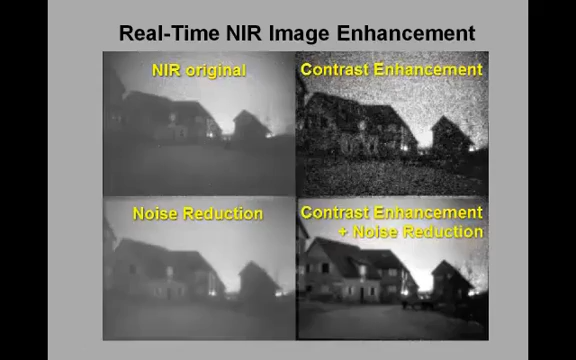 Real-Time NIR Image Enhancement
NIR original
Contrast Enhancement
Noise Reduction
Contrast Enhancement
+ Noise Reduction